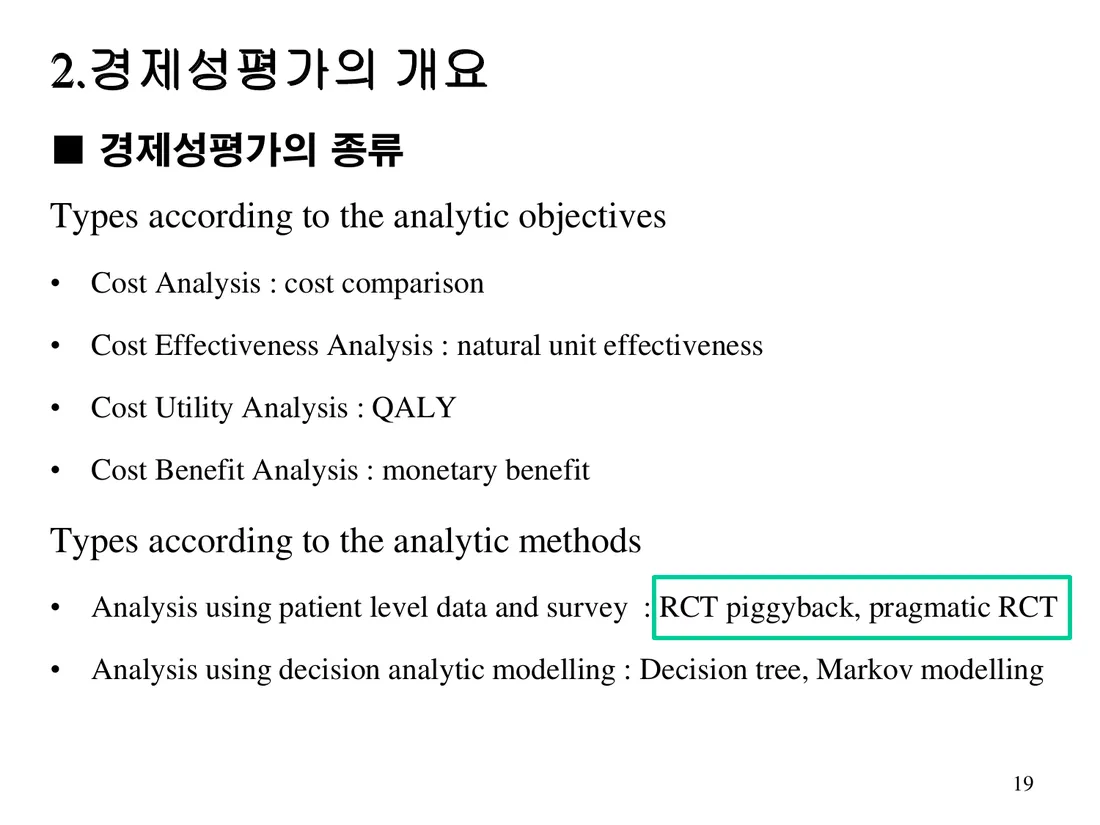 2.경제성평가의 개요
■ 경제성평가의 종류
Types according to the analytic objectives
• Cost Analysis : cost comparison
• Cost Effectiveness Analysis : natural unit effectiveness
• Cost Utility Analysis : QALY
• Cost Benefit Analysis : monetary benefit
Types according to the analytic methods
• Analysis using patient level data and survey : RCT piggyback, pragmatic RCT
• Analysis using decision analytic modelling : Decision tree, Markov modelling
19